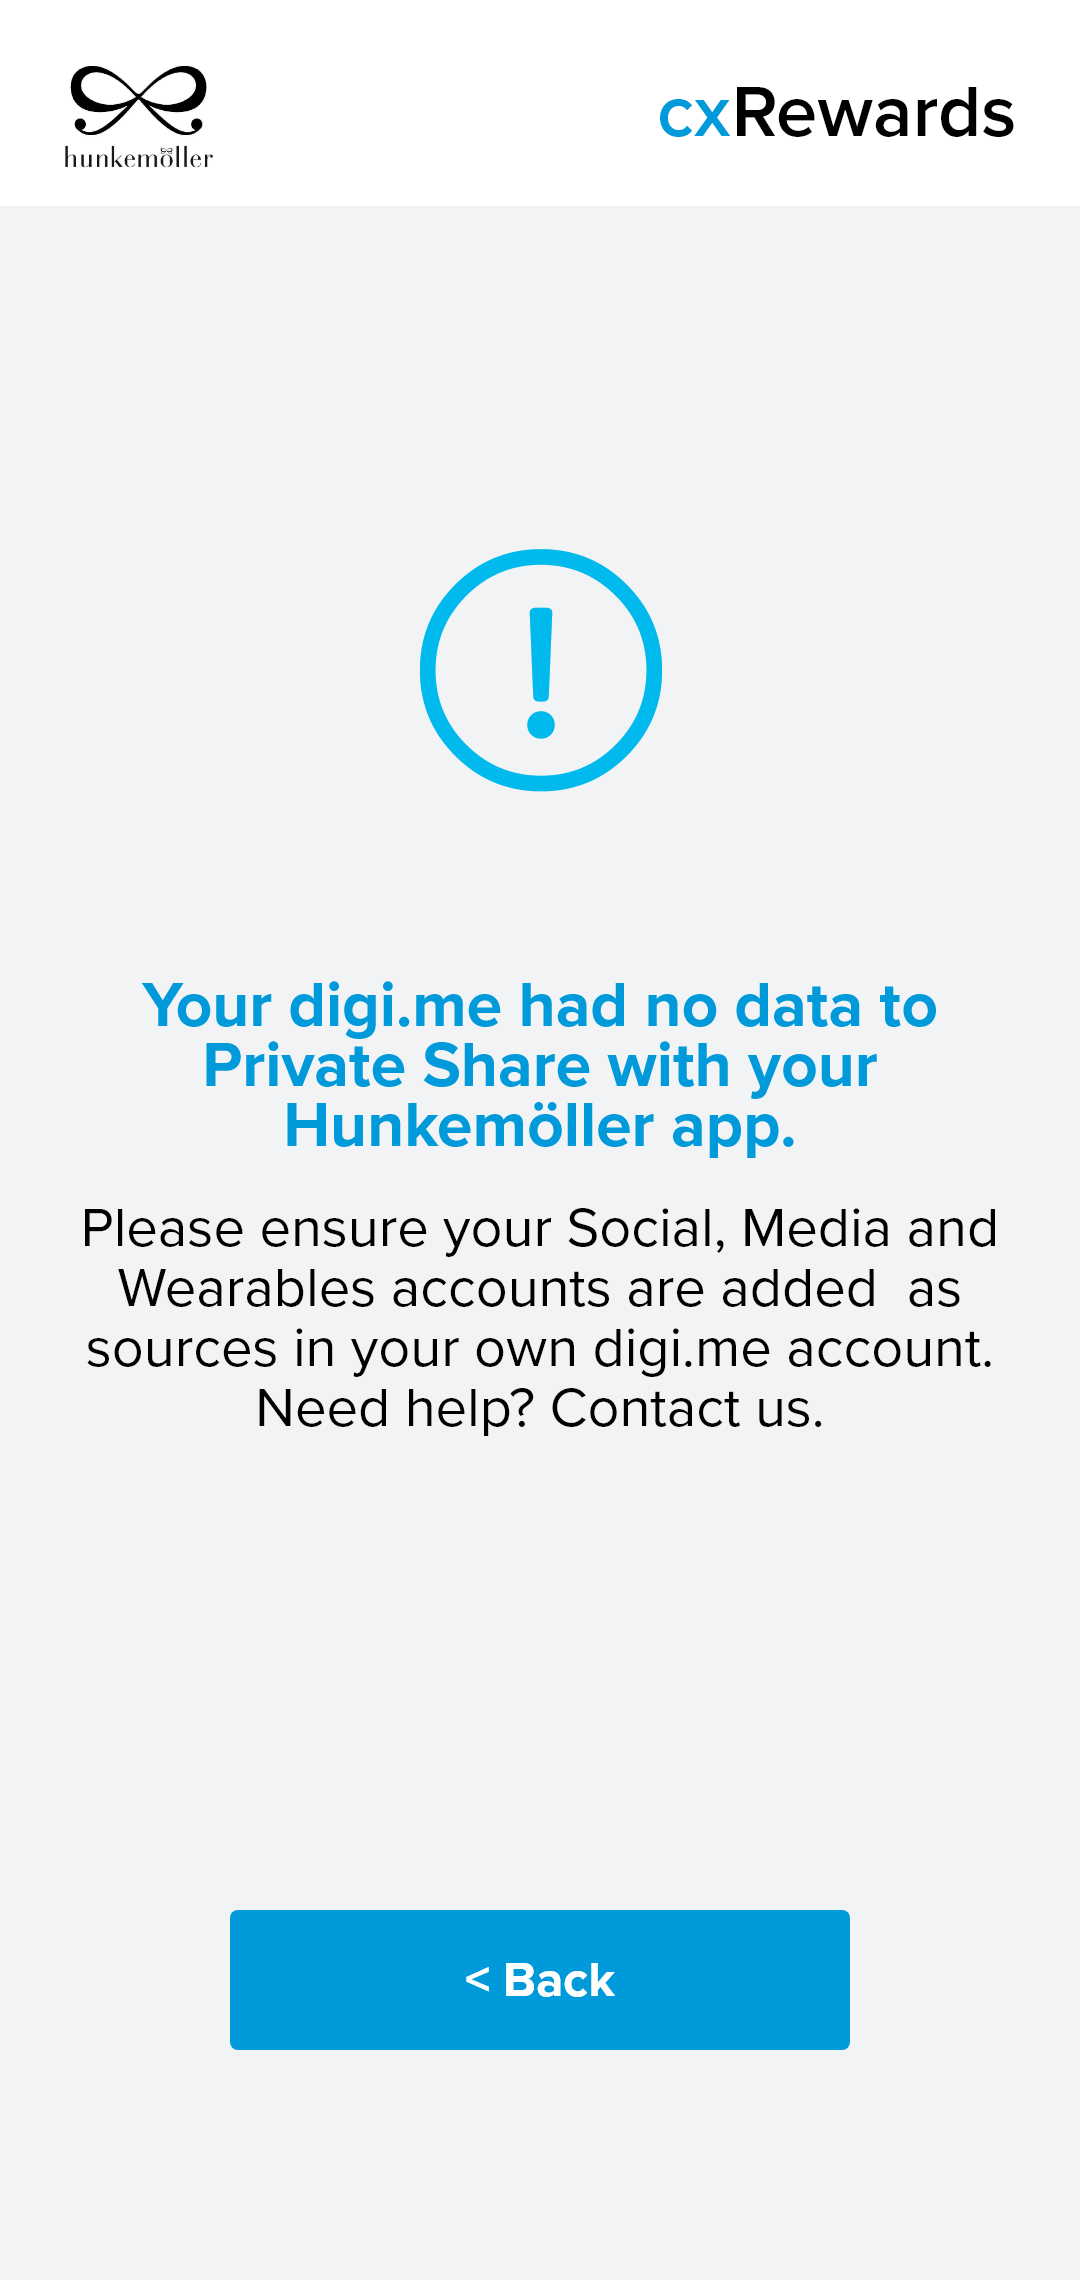 hunkemöller
cxRewards
Your digi.me had no data to
Private Share with your
Hunkemöller app.
Please ensure your Social, Media and
Wearables accounts are added  as
sources in your own digi.me account.
Need help? Contact us.
< Back